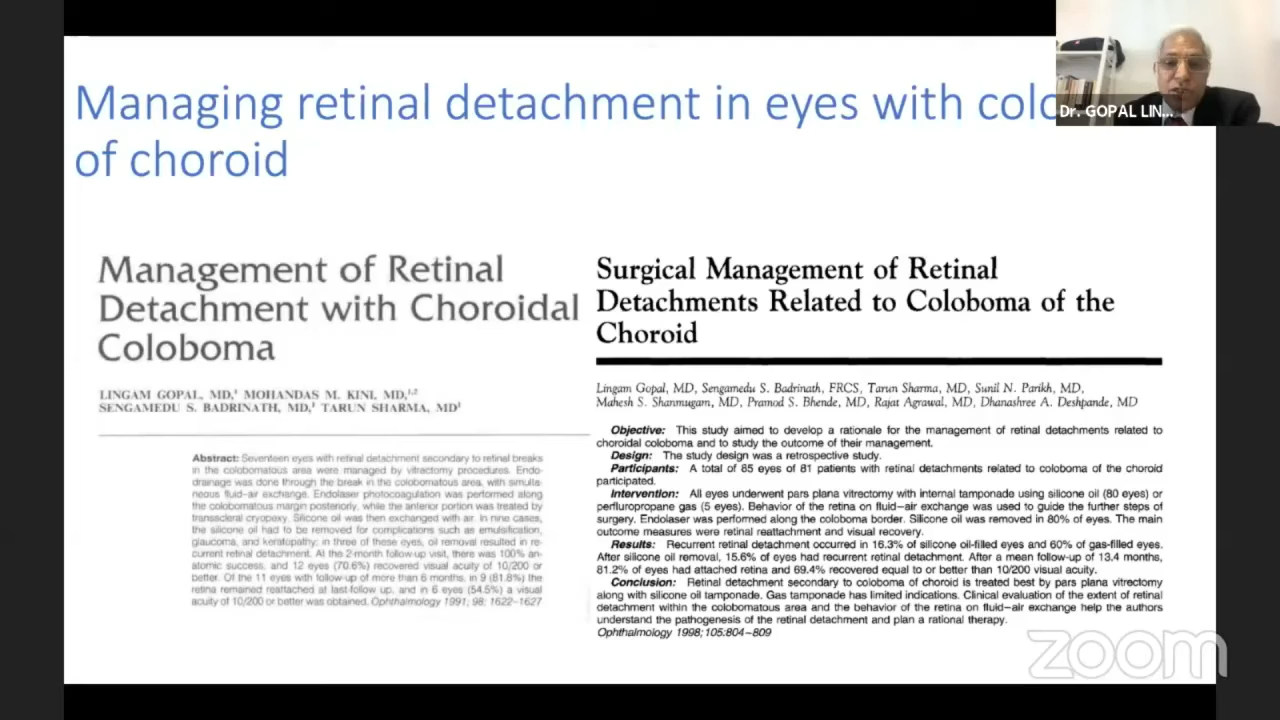 Managing retinal detachment in eyes with colo
of choroid
Dr. GOPAL LIN...
Management of Retinal
Detachment with Choroidal
Coloboma
LINGAM GOPAL, MD,¹ MOHANDAS M. KINI, MD,¹,²
SENGAMEDU S. BADRINATH, MD,¹ TARUN SHARMA, MD¹
Abstract: Seventeen eyes with retinal detachment secondary to retinal breaks
in the colobomatous area were managed by vitrectomy procedures. Endo-
drainage was done through the break in the colobomatous area, with simulta-
neous fluid-air exchange. Endolaser photocoagulation was performed along
the colobomatous margin posteriorly, while the anterior portion was treated by
transscleral cryopexy. Silicone oil was then exchanged with air. In nine cases,
the silicone oil had to be removed for complications such as emulsification,
glaucoma, and keratopathy; in three of these eyes, oil removal resulted in re-
current retinal detachment. At the 2-month follow-up visit, there was 100% an-
atomic success, and 12 eyes (70.6%) recovered visual acuity of 10/200 or
better. Of the 11 eyes with follow-up of more than 6 months, in 9 (81.8%) the
retina remained reattached at last follow up, and in 6 eyes (54.5%) a visual
acuity of 10/200 or better was obtained. Ophthalmology 1991; 98: 1622–1627
Surgical Management of Retinal
Detachments Related to Coloboma of the
Choroid
Lingam Gopal, MD, Sengamedu S. Badrinath, FRCS, Tarun Sharma, MD, Sunil N. Parikh, MD,
Mahesh S. Shanmugam, MD, Pramod S. Bhende, MD, Rajat Agrawal, MD, Dhanashree A. Deshpande, MD
Objective: This study aimed to develop a rationale for the management of retinal detachments related to
choroidal coloboma and to study the outcome of their management.
Design: The study design was a retrospective study.
Participants: A total of 85 eyes of 81 patients with retinal detachments related to coloboma of the choroid
participated.
Intervention: All eyes underwent pars plana vitrectomy with internal tamponade using silicone oil (80 eyes) or
perfluoropropane gas (5 eyes). Behavior of the retina on fluid–air exchange was used to guide the further steps of
surgery. Endolaser was performed along the coloboma border. Silicone oil was removed in 80% of eyes. The main
outcome measures were retinal reattachment and visual recovery.
Results: Recurrent retinal detachment occurred in 16.3% of silicone oil-filled eyes and 60% of gas-filled eyes.
After silicone oil removal, 15.6% of eyes had recurrent retinal detachment. After a mean follow-up of 13.4 months,
81.2% of eyes had attached retina and 69.4% recovered equal to or better than 10/200 visual acuity.
Conclusion: Retinal detachment secondary to coloboma of choroid is treated best by pars plana vitrectomy
along with silicone oil tamponade. Gas tamponade has limited indications. Clinical evaluation of the extent of retinal
detachment within the colobomatous area and the behavior of the retina on fluid–air exchange help the authors
understand the pathogenesis of the retinal detachment and plan a rational therapy.
Ophthalmology 1998; 105:804–809
zoom